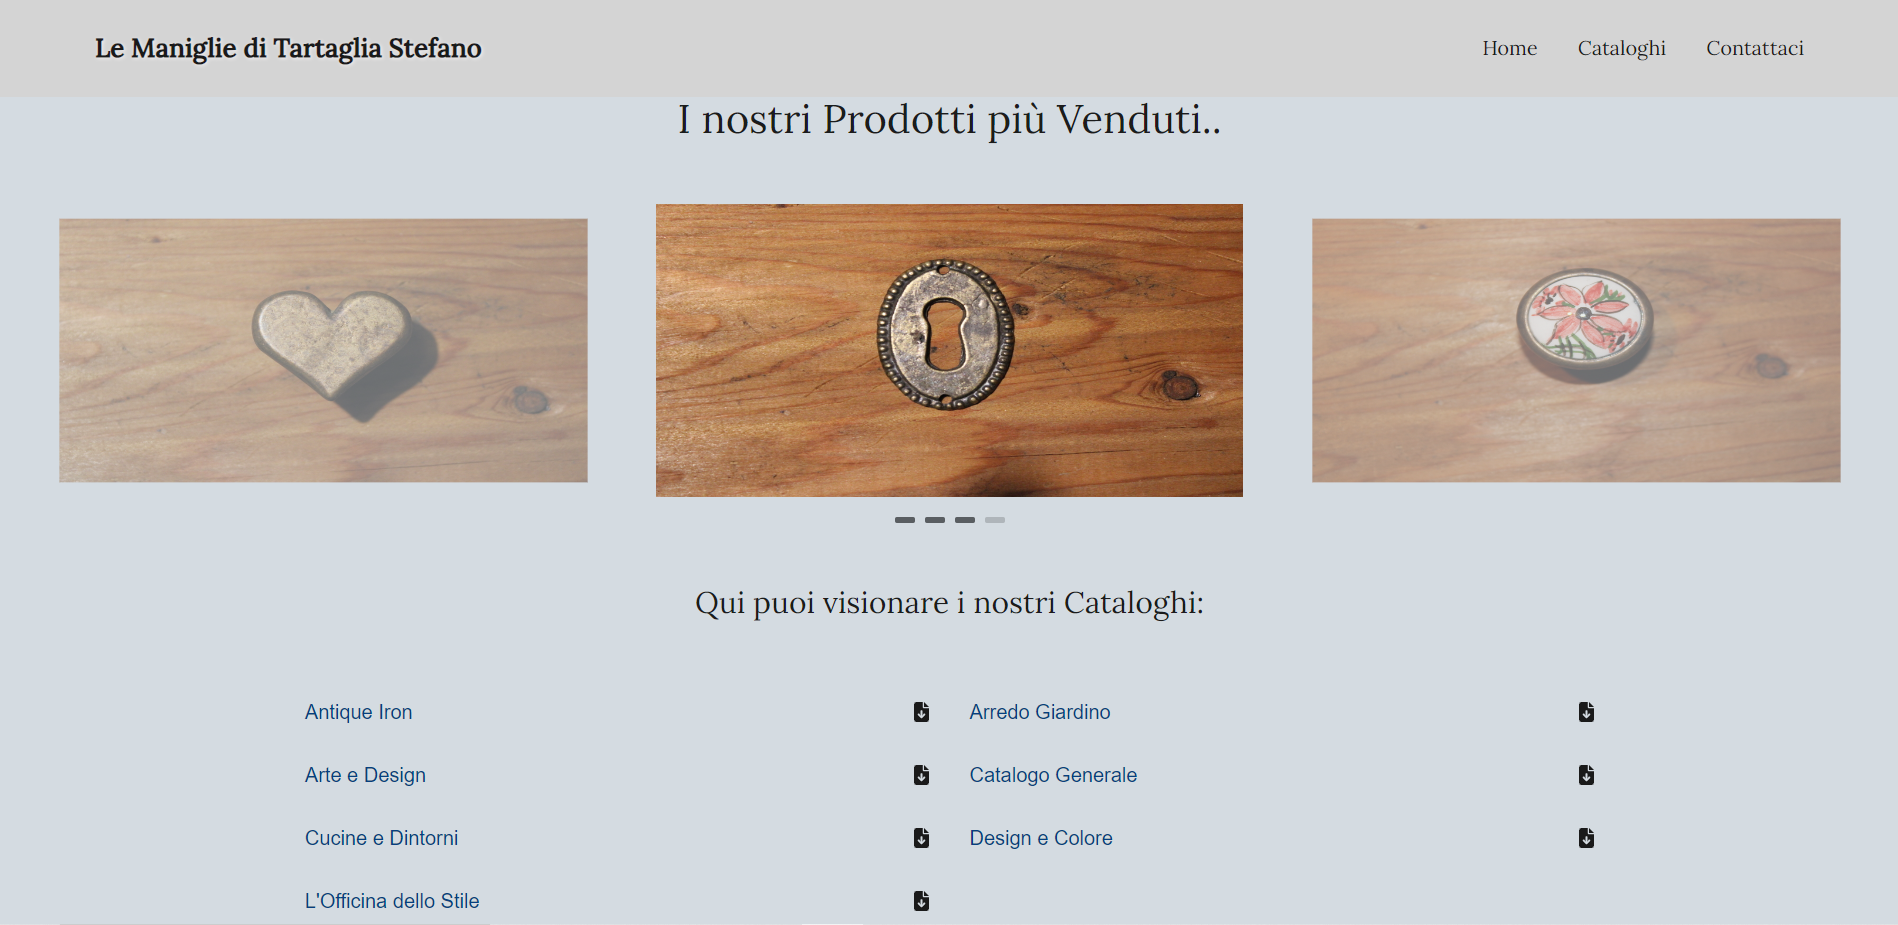 Le Maniglie di Tartaglia Stefano
Home Cataloghi Contattaci
I nostri Prodotti più Venduti..
Qui puoi visionare i nostri Cataloghi:
Antique Iron
Arredo Giardino
Arte e Design
Catalogo Generale
Cucine e Dintorni
Design e Colore
L'Officina dello Stile